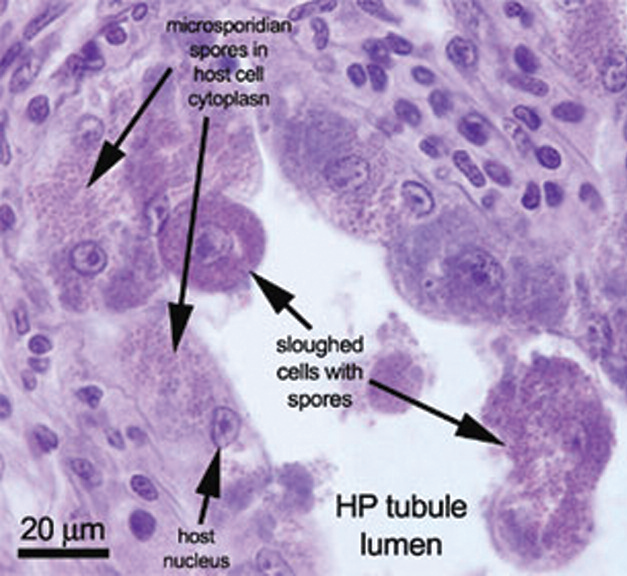 microsporidian
spores in
host cell
cytoplasn
sloughed
cells with
spores
HP tubule
lumen
20 µm
host
nucleus